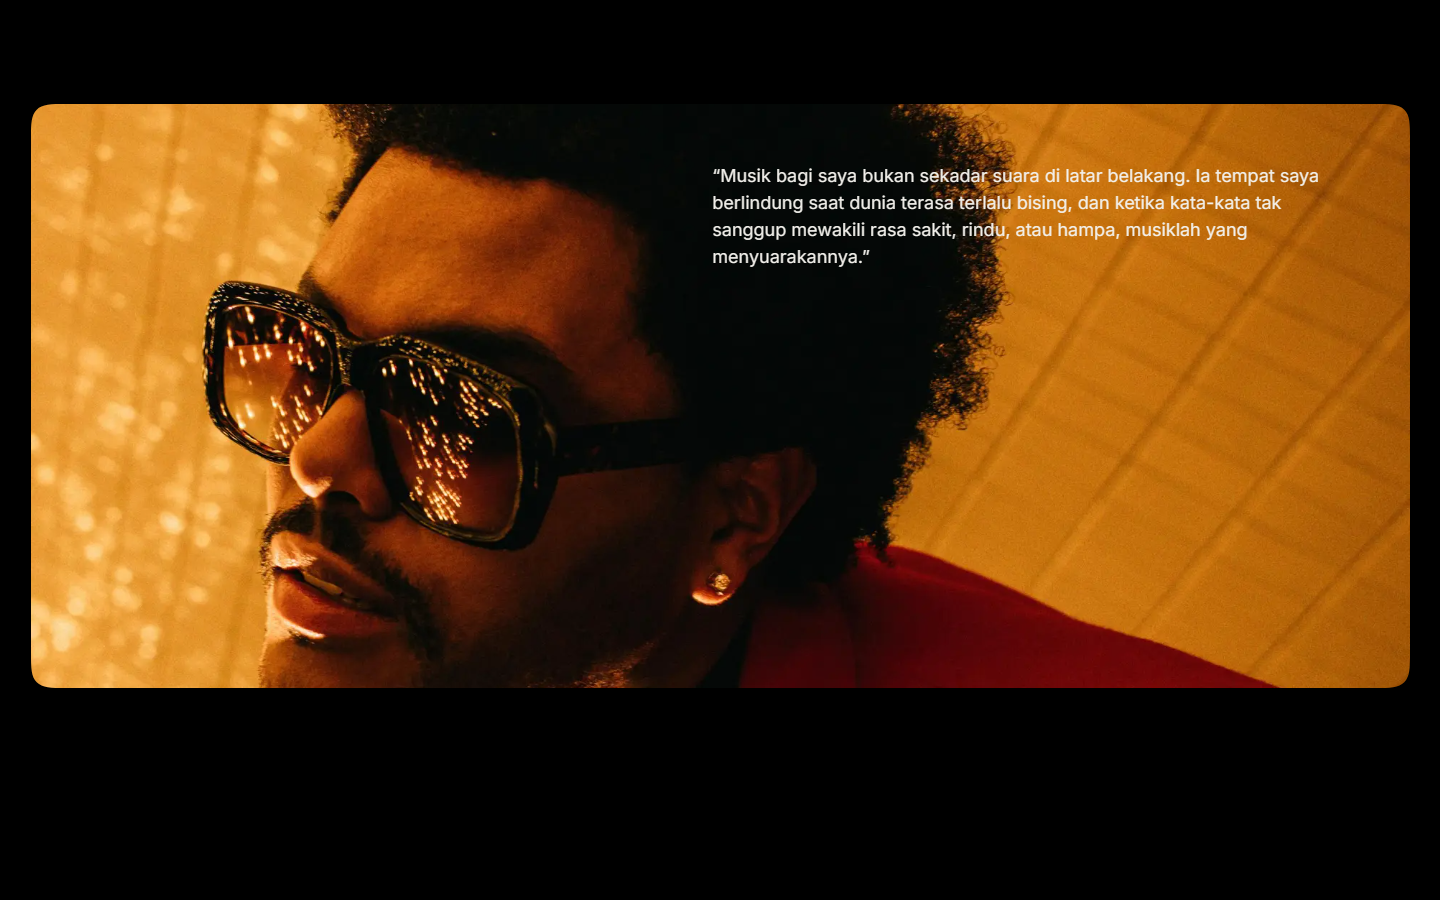 “Musik bagi saya bukan sekadar suara di latar belakang. Ia tempat saya
berlindung saat dunia terasa terlalu bising, dan ketika kata-kata tak
sanggup mewakili rasa sakit, rindu, atau hampa, musiklah yang
menyuarakannya.”